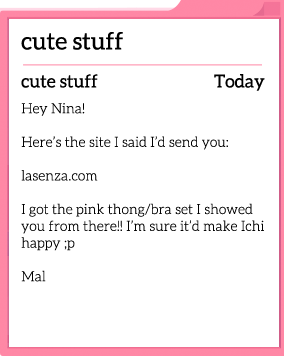 cute stuff
cute stuff Today
Hey Nina!
Here's the site I said I'd send you:
lasenza.com
I got the pink thong/bra set I showed
you from there!! I'm sure it'd make Ichi
happy ;p
Mal